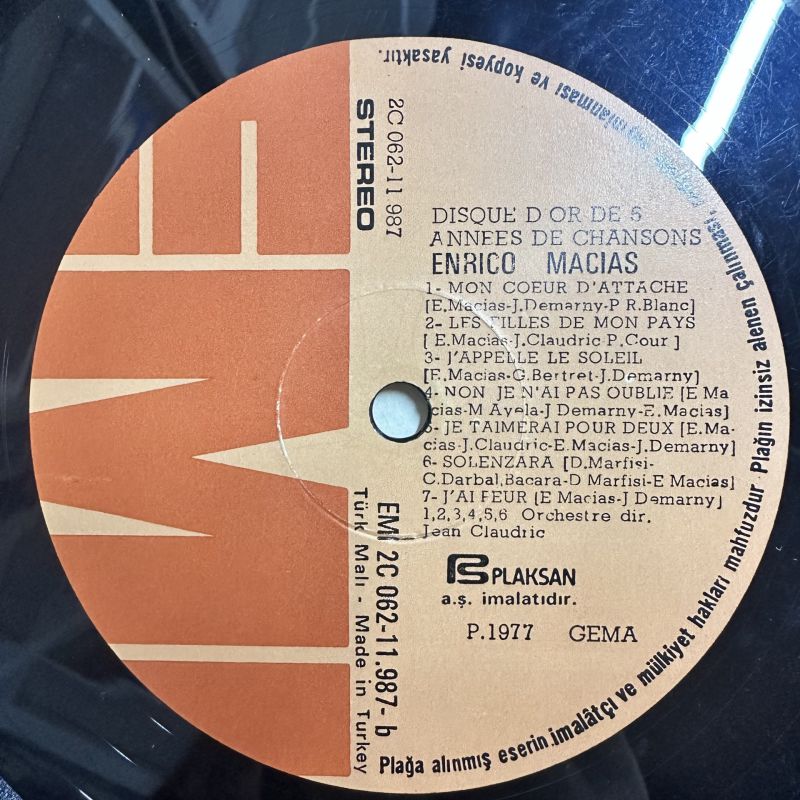 EMI
2C 062-11 987
STEREO
DISQUE D'OR DE 6
ANNEES DE CHANSONS
ENRICO MACIAS
1- MON COEUR D'ATTACHE
[E.Macias-J.Demarny-P R.Blanc]
2- LES FILLES DE MON PAYS
[ E.Macias-J.Claudric-P.Cour ]
3- J'APPELLE LE SOLEIL
[E.Macias-G.Bertret-J.Demarny]
4- NON JE N'AI PAS OUBLIE [E Ma
cias-M Ayela-J Demarny-E.Macias]
5- JE T'AIMERAI POUR DEUX [E.Ma-
cias-J.Claudric-E.Macias-J.Demarny]
6- SOLENZARA [D.Marfisi-
C.Darbal,Bacara-D Marfisi-E Macias]
7- J'AI FEUR [E Macias-J Demarny]
1,2,3,4,5,6 Orchestre dir.
Jean Claudric
PLAKSAN
a.ş. imalatıdır.
P.1977 GEMA
EMI 2C 062-11.987- b
Türk Malı - Made in Turkey
Plağa alınmış eserin imalâtçı ve mülkiyet hakları mahfuzdur. Plağın izinsiz alenen çalınması, yayınlanması ve kopyesi yasaktır.